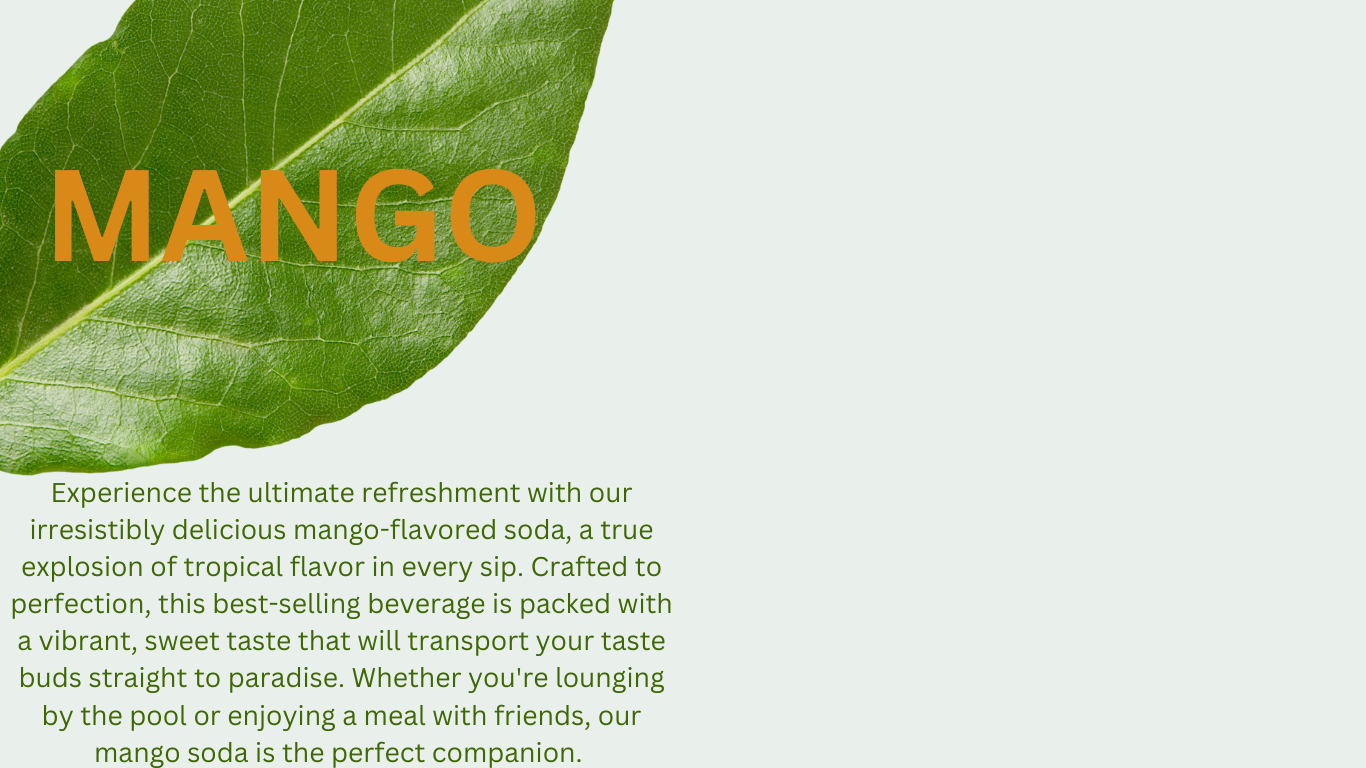 MANGO
Experience the ultimate refreshment with our
irresistibly delicious mango-flavored soda, a true
explosion of tropical flavor in every sip. Crafted to
perfection, this best-selling beverage is packed with
a vibrant, sweet taste that will transport your taste
buds straight to paradise. Whether you're lounging
by the pool or enjoying a meal with friends, our
mango soda is the perfect companion.